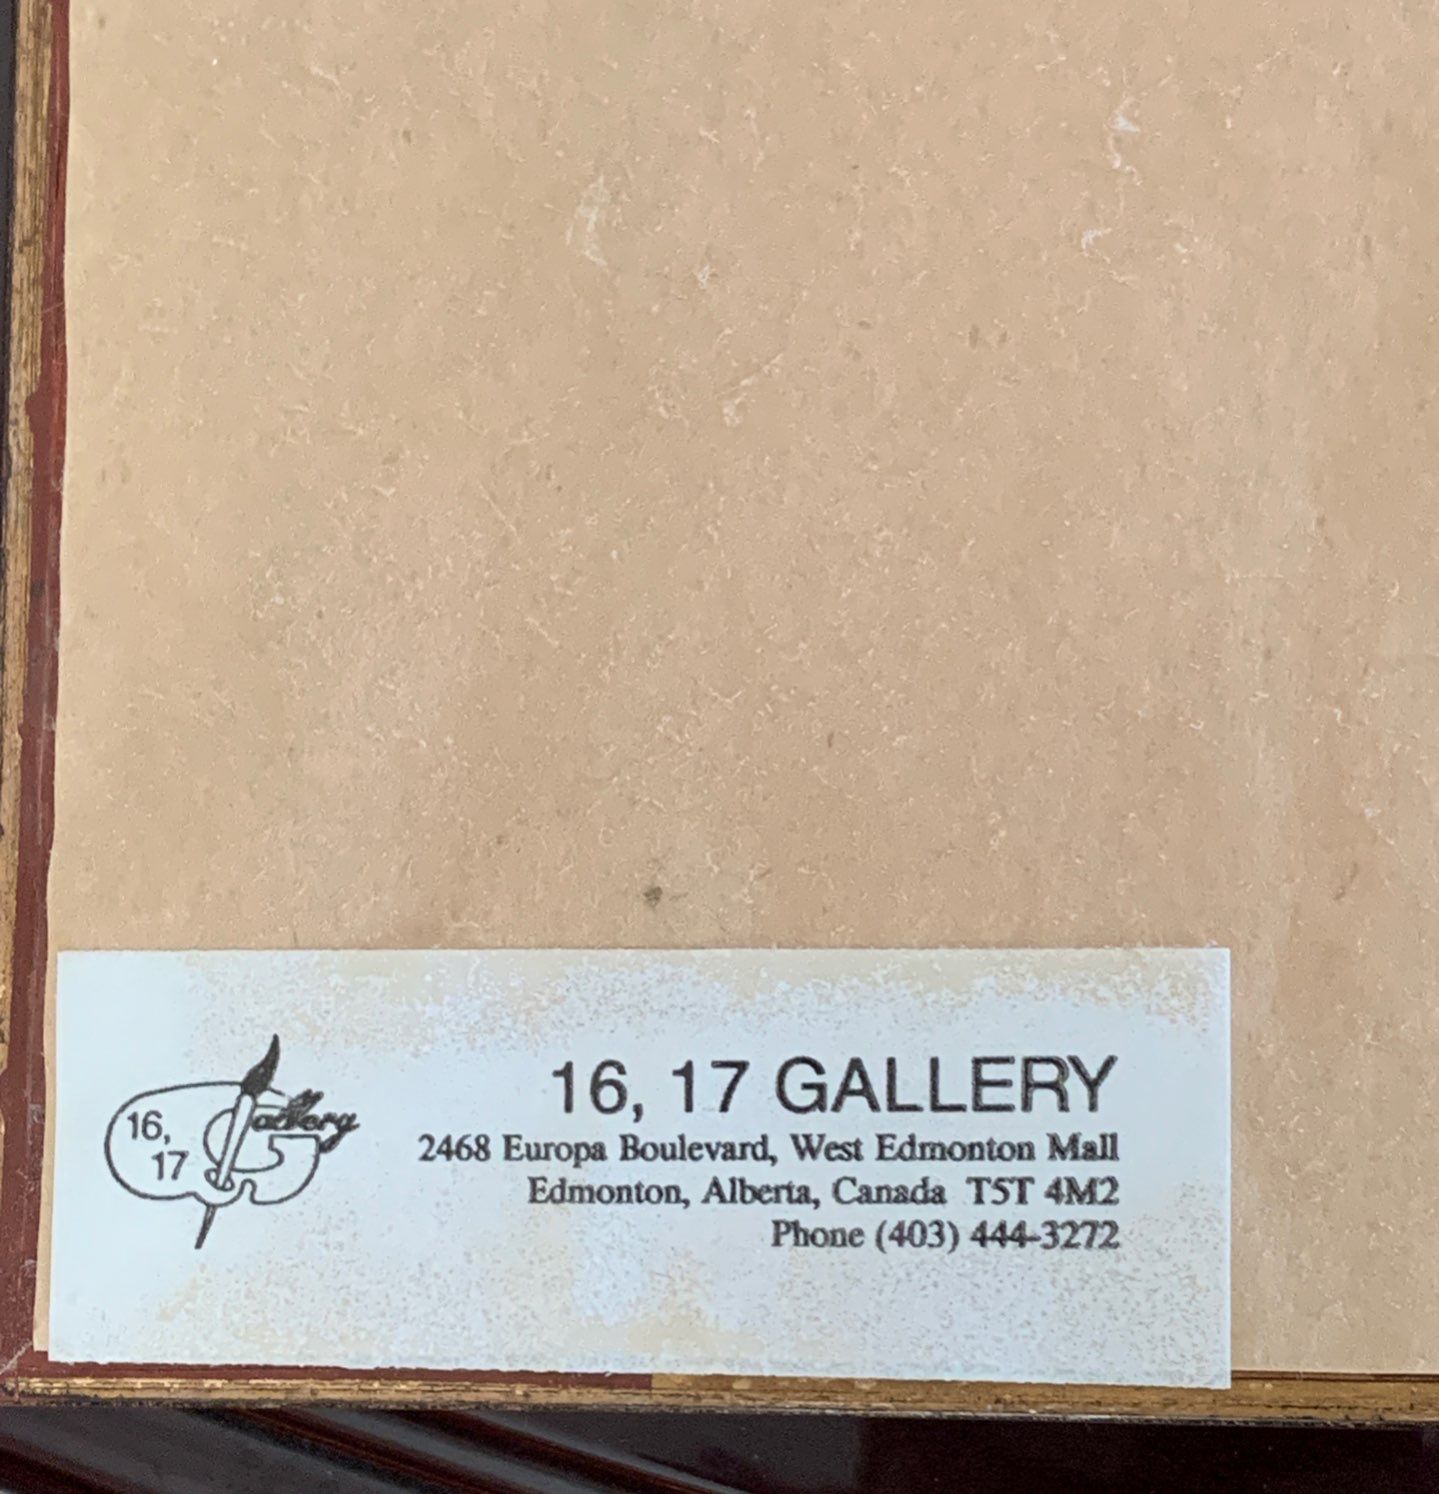 16,
17
Gallery
16, 17 GALLERY
2468 Europa Boulevard, West Edmonton Mall
Edmonton, Alberta, Canada T5T 4M2
Phone (403) 444-3272